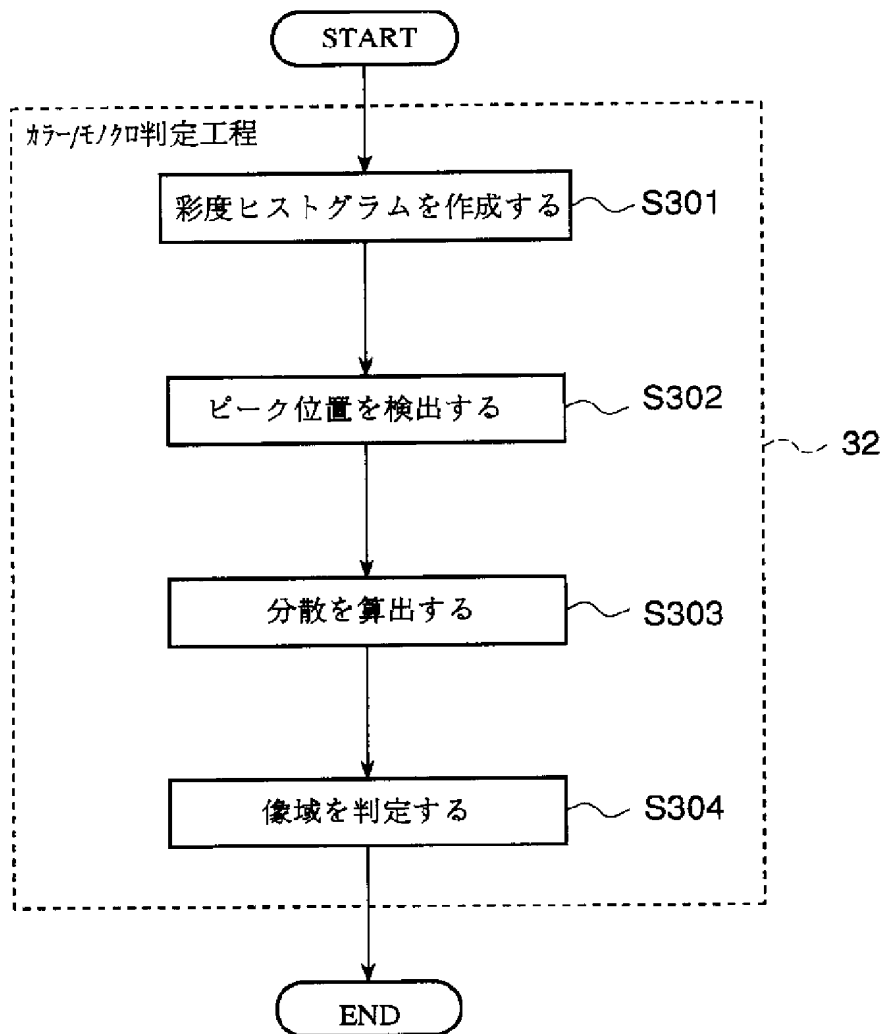 START
ｶﾗｰ/ﾓﾉｸﾛ判定工程
彩度ヒストグラムを作成する
S301
ピーク位置を検出する
S302
32
分散を算出する
S303
像域を判定する
S304
END